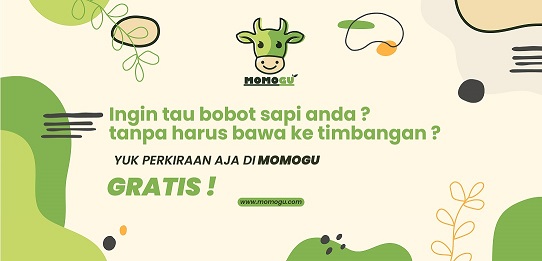 MOMOGU
Ingin tau bobot sapi anda ?
tanpa harus bawa ke timbangan ?
YUK PERKIRAAN AJA DI MOMOGU
GRATIS !
www.momogu.com